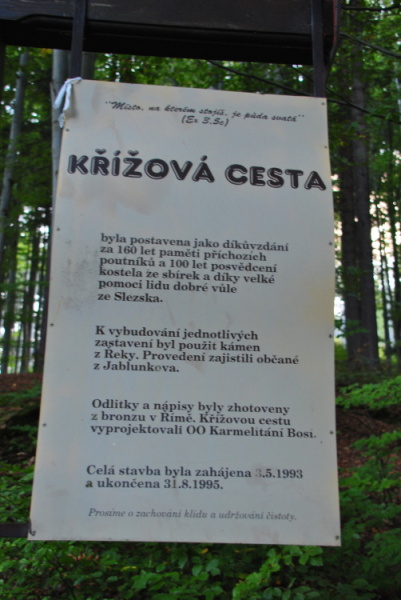 "Místo, na kterém stojíš, je půda svatá"
(Ex 3.5c)
KŘÍŽOVÁ CESTA
byla postavena jako díkůvzdání
za 160 let paměti příchozích
poutníků a 100 let posvědcení
kostela ze sbírek a díky velké
pomoci lidu dobré vůle
ze Slezska.
K vybudování jednotlivých
zastavení byl použit kámen
z Řeky. Provedení zajistili občané
z Jablunkova.
Odlitky a nápisy byly zhotoveny
z bronzu v Římě. Křížovou cestu
vyprojektovali OO Karmelitání Bosí.
Celá stavba byla zahájena 3.5.1993
a ukončena 31.8.1995.
Prosíme o zachování klidu a udržování čistoty.